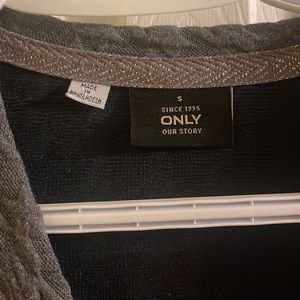 MADE
IN
BANGLADESH
S
SINCE 1995
ONLY
OUR STORY